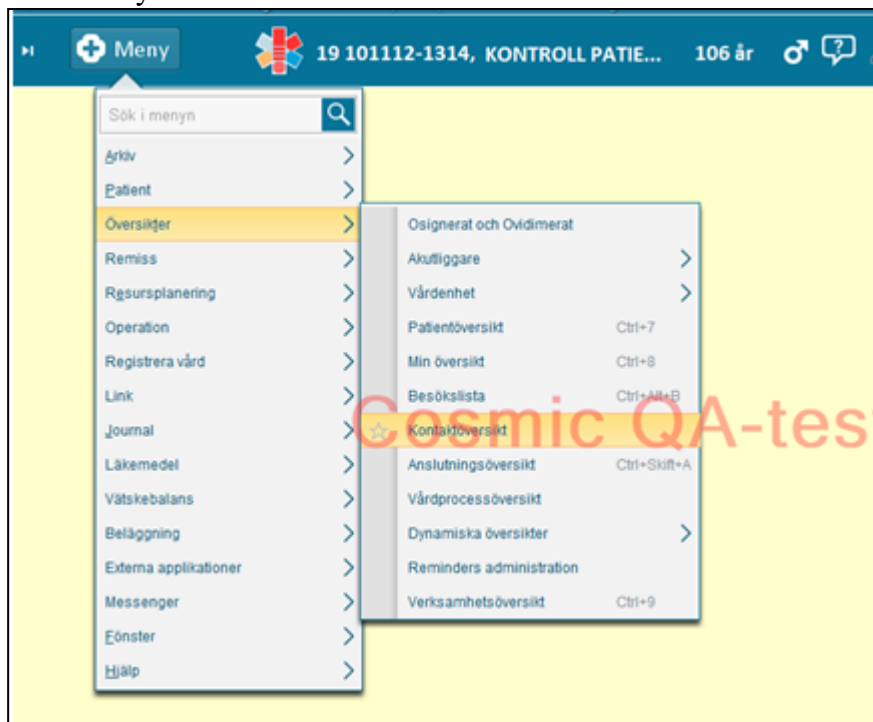 Meny
19 101112-1314, KONTROLL PATIE... 106 år
Sök i menyn
Arkiv
Patient
Översikter
Remiss
Resursplanering
Operation
Registrera vård
Link
Journal
Läkemedel
Vätskebalans
Beläggning
Externa applikationer
Messenger
Fönster
Hjälp
Osignerat och Ovidimerat
Akutliggare
Vårdenhet
Patientöversikt Ctrl+7
Min översikt Ctrl+8
Besökslista Ctrl+Alt+B
Kontaktöversikt
Anslutningsöversikt Ctrl+Skift+A
Vårdprocessöversikt
Dynamiska översikter
Reminders administration
Verksamhetsöversikt Ctrl+9
Cosmic QA-tes